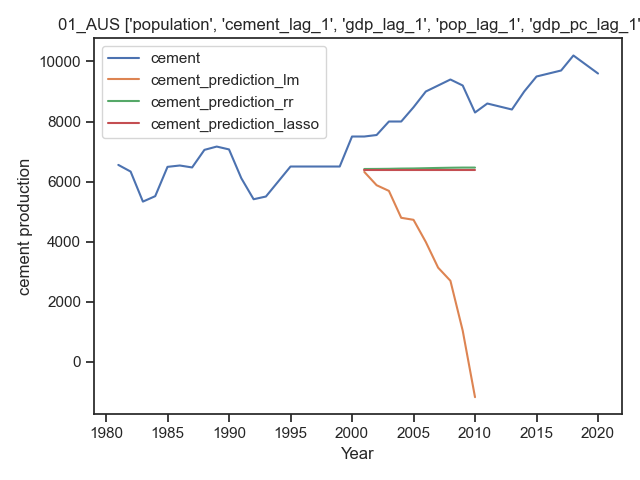 01_AUS ['population', 'cement_lag_1', 'gdp_lag_1', 'pop_lag_1', 'gdp_pc_lag_1'
cement
cement_prediction_lm
cement_prediction_rr
cement_prediction_lasso
cement production
10000
8000
6000
4000
2000
0
1980 1985 1990 1995 2000 2005 2010 2015 2020
Year